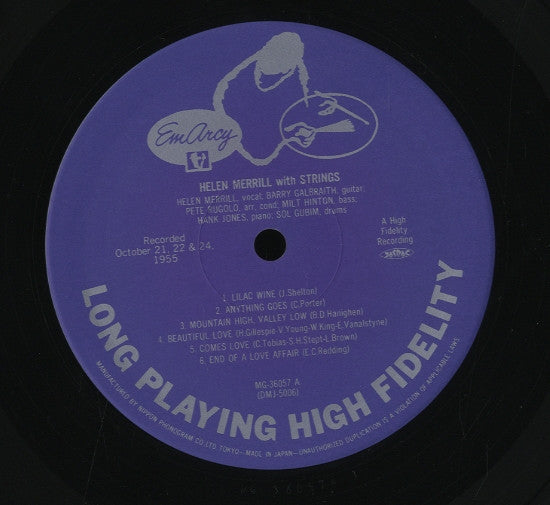 EmArcy
HELEN MERRILL with STRINGS
HELEN MERRILL, vocal; BARRY GALBRAITH, guitar;
PETE RUGOLO, arr, cond; MILT HINTON, bass;
HANK JONES, piano; SOL GUBIM, drums
Recorded
October 21, 22 & 24,
1955
A High
Fidelity
Recording
1. LILAC WINE (J.Shelton)
2. ANYTHING GOES (C.Porter)
3. MOUNTAIN HIGH, VALLEY LOW (B.D.Hanighen)
4. BEAUTIFUL LOVE (H.Gillespie-V.Young-W.King-E.Vanalstyne)
5. COMES LOVE (C.Tobias-S.H.Stept-L.Brown)
6. END OF A LOVE AFFAIR (E.C.Redding)
MG-36057 A
(DMJ-5006)
LONG PLAYING HIGH FIDELITY
MANUFACTURED BY NIPPON PHONOGRAM CO.,LTD. TOKYO—MADE IN JAPAN—UNAUTHORIZED DUPLICATION IS A VIOLATION OF APPLICABLE LAWS